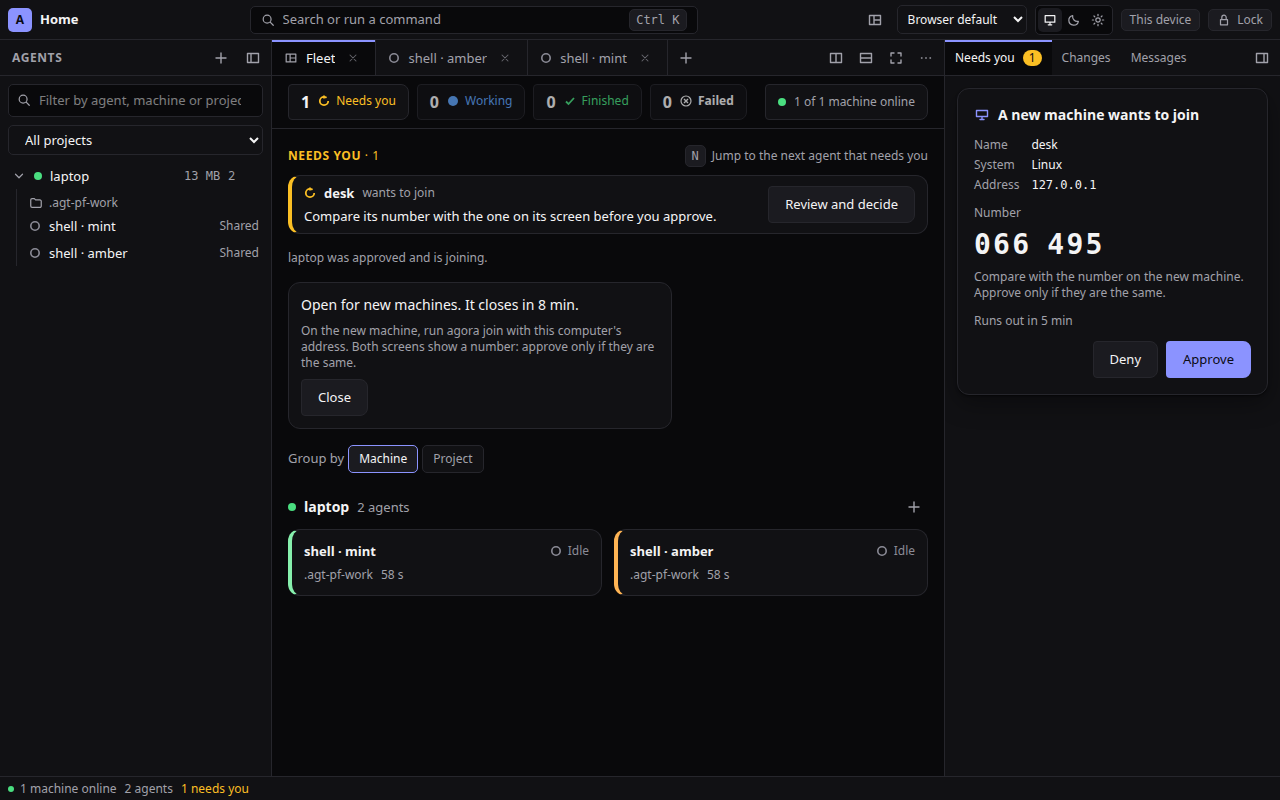 A Home
Search or run a command Ctrl K
Browser default
This device
Lock
AGENTS
Filter by agent, machine or projec
All projects
laptop 13 MB 2
.agt-pf-work
shell · mint Shared
shell · amber Shared
Fleet
shell · amber
shell · mint
1 Needs you
0 Working
0 Finished
0 Failed
1 of 1 machine online
NEEDS YOU · 1
N Jump to the next agent that needs you
desk wants to join
Compare its number with the one on its screen before you approve.
Review and decide
laptop was approved and is joining.
Open for new machines. It closes in 8 min.
On the new machine, run agora join with this computer's
address. Both screens show a number: approve only if they are
the same.
Close
Group by Machine Project
laptop 2 agents
shell · mint Idle
.agt-pf-work 58 s
shell · amber Idle
.agt-pf-work 58 s
Needs you 1
Changes
Messages
A new machine wants to join
Name desk
System Linux
Address 127.0.0.1
Number
066 495
Compare with the number on the new machine.
Approve only if they are the same.
Runs out in 5 min
Deny
Approve
1 machine online 2 agents 1 needs you